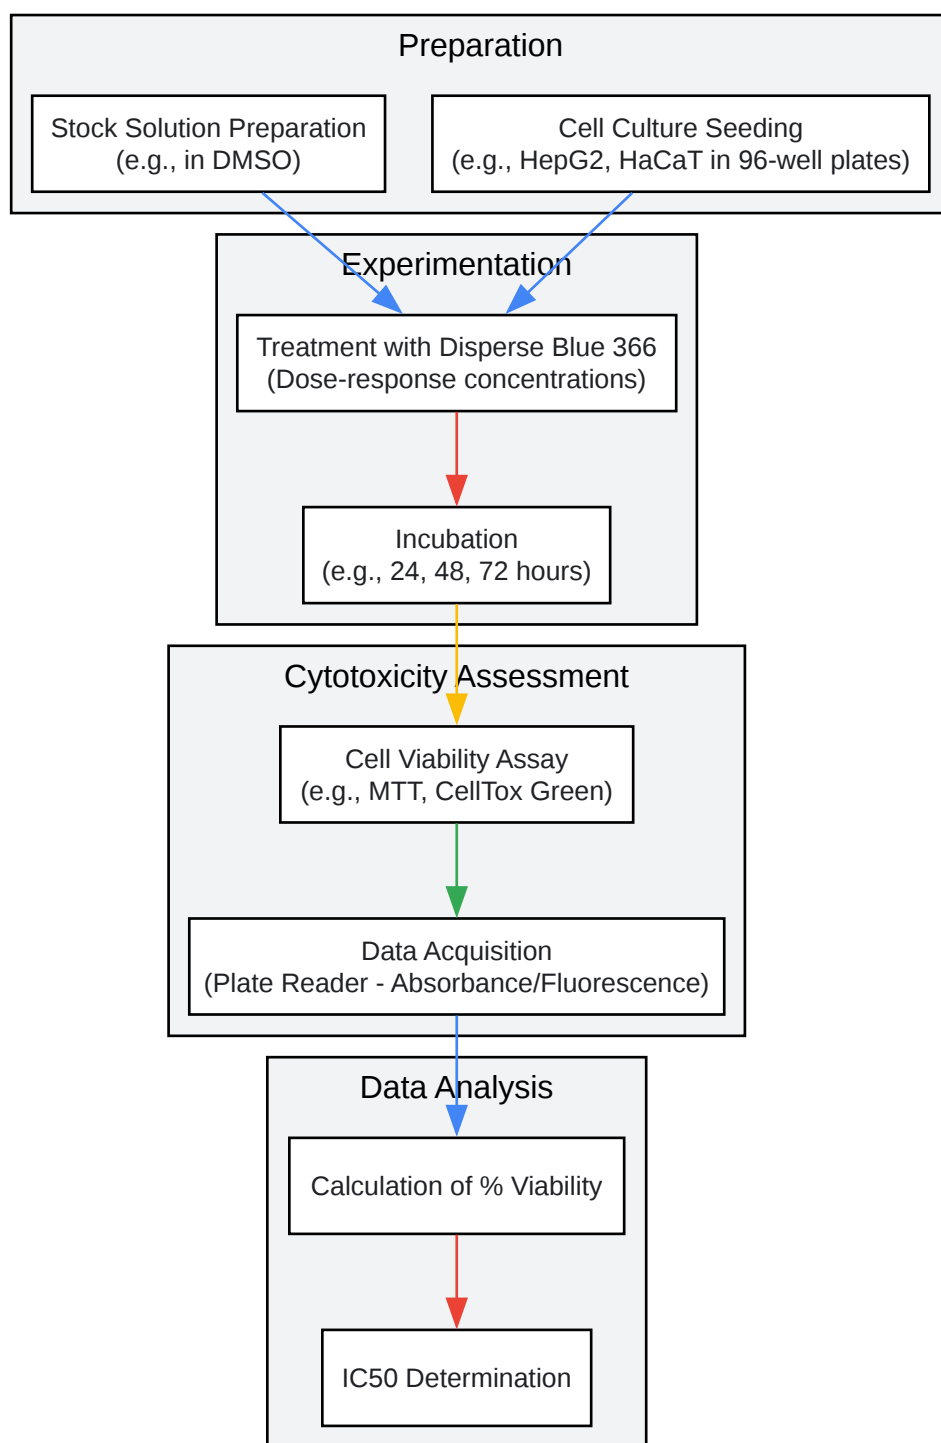 Preparation
Stock Solution Preparation
(e.g., in DMSO)
Cell Culture Seeding
(e.g., HepG2, HaCaT in 96-well plates)
Experimentation
Treatment with Disperse Blue 366
(Dose-response concentrations)
Incubation
(e.g., 24, 48, 72 hours)
Cytotoxicity Assessment
Cell Viability Assay
(e.g., MTT, CellTox Green)
Data Acquisition
(Plate Reader - Absorbance/Fluorescence)
Data Analysis
Calculation of % Viability
IC50 Determination